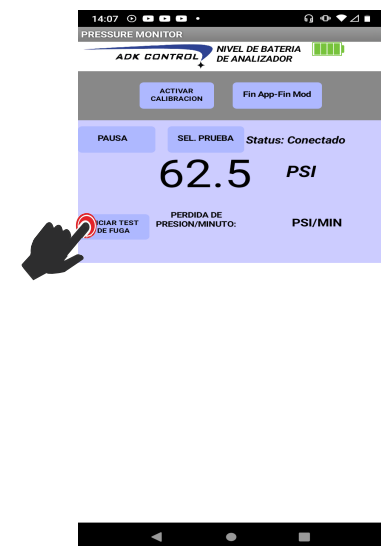 14:07
PRESSURE MONITOR
ADK CONTROL
NIVEL DE BATERIA
DE ANALIZADOR
ACTIVAR
CALIBRACION
Fin App-Fin Mod
PAUSA
SEL. PRUEBA
Status: Conectado
62.5
PSI
CIAR TEST
DE FUGA
PERDIDA DE
PRESION/MINUTO:
PSI/MIN